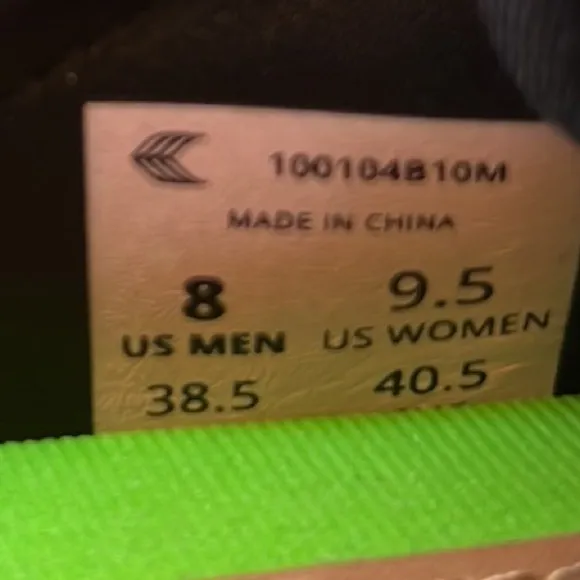 100104B10M
MADE IN CHINA
8 9.5
US MEN US WOMEN
38.5 40.5